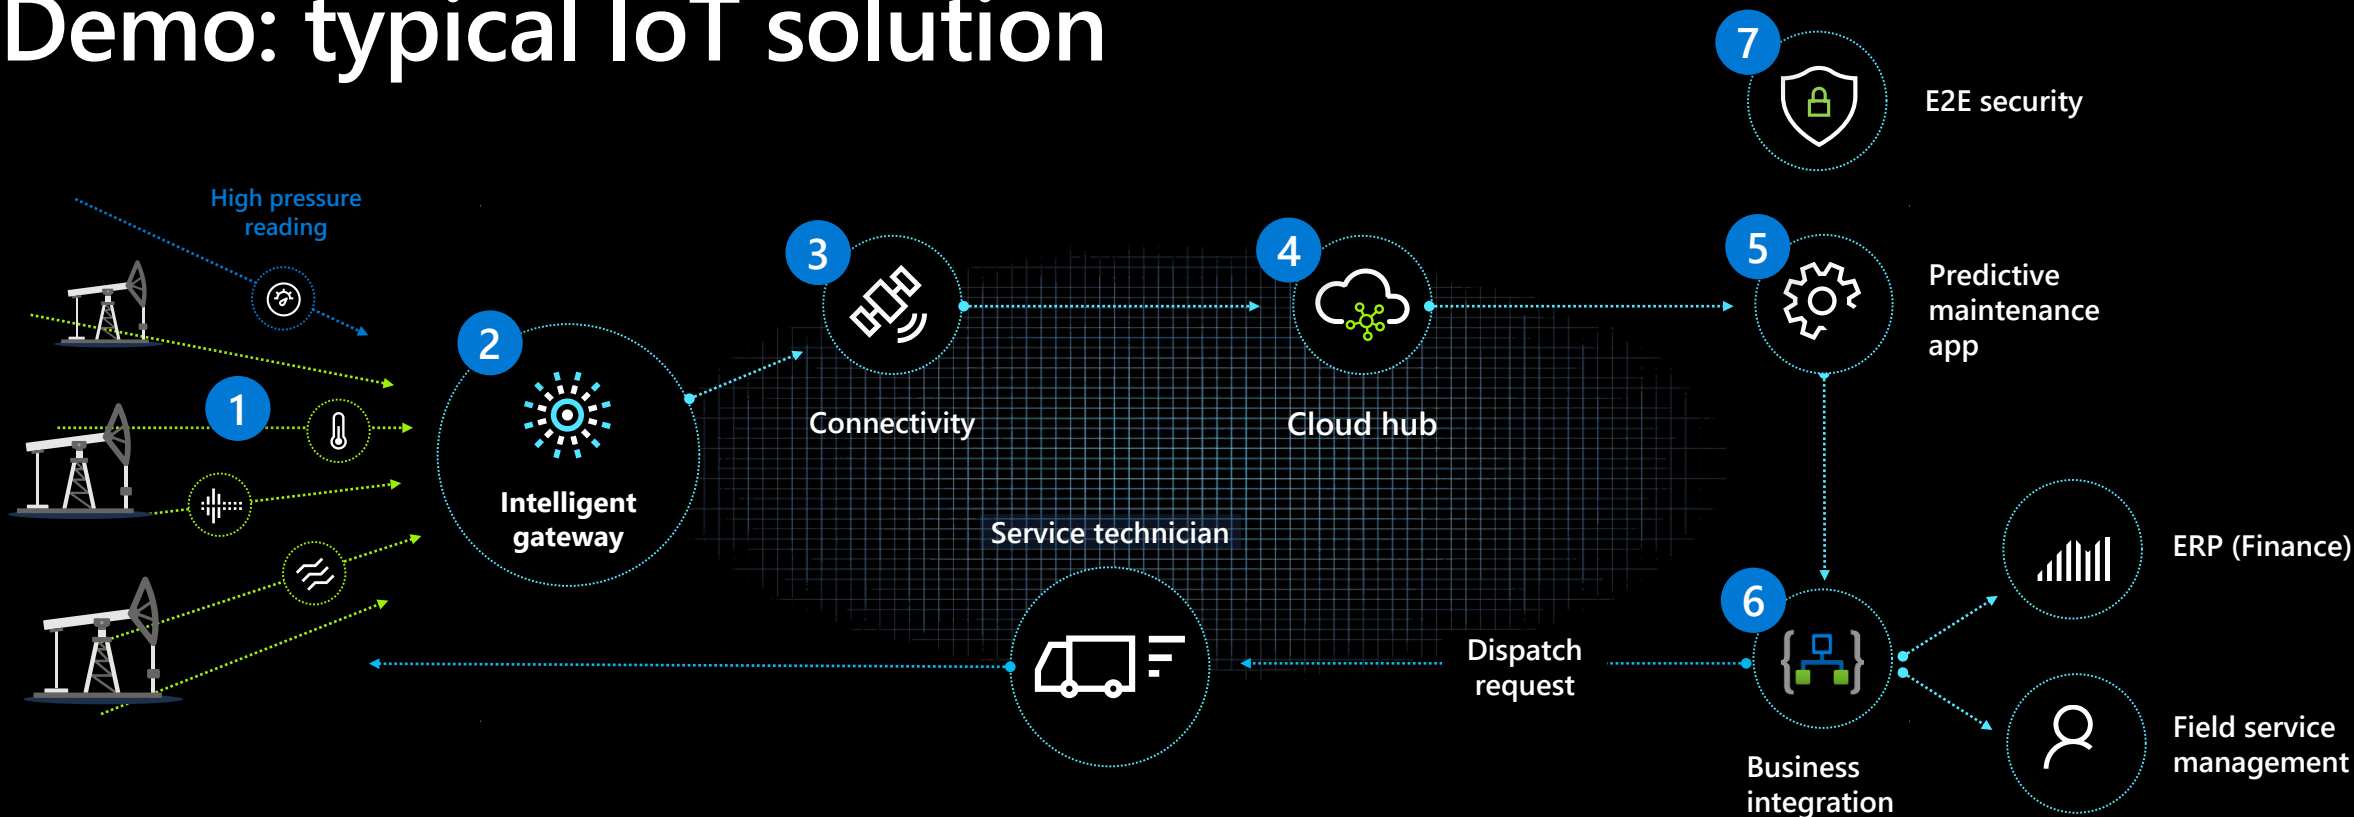 Demo: typical IoT solution
7
E2E security
High pressure
reading
1
2
Intelligent
gateway
3
Connectivity
4
Cloud hub
5
Predictive
maintenance
app
Service technician
Dispatch
request
6
Business
integration
ERP (Finance)
Field service
management